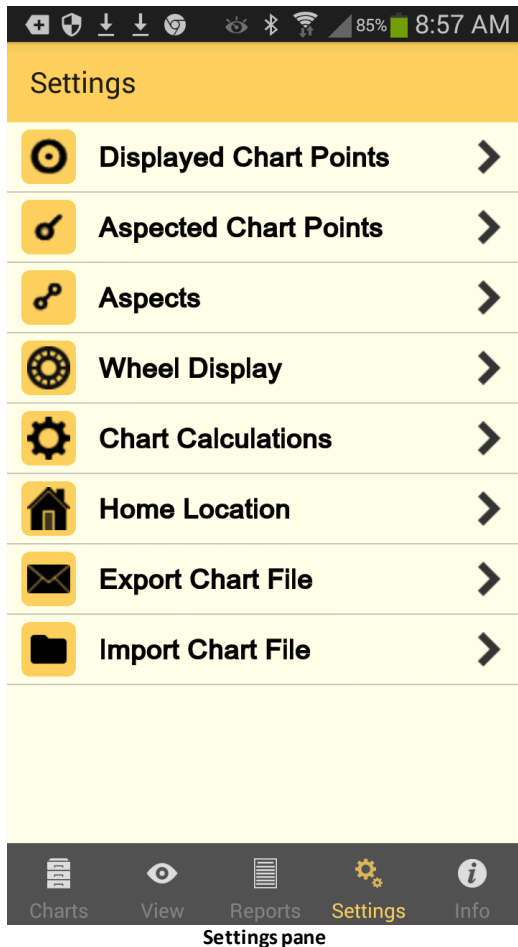 85% 8:57 AM
Settings
Displayed Chart Points
Aspected Chart Points
Aspects
Wheel Display
Chart Calculations
Home Location
Export Chart File
Import Chart File
Charts View Reports Settings Info
Settings pane